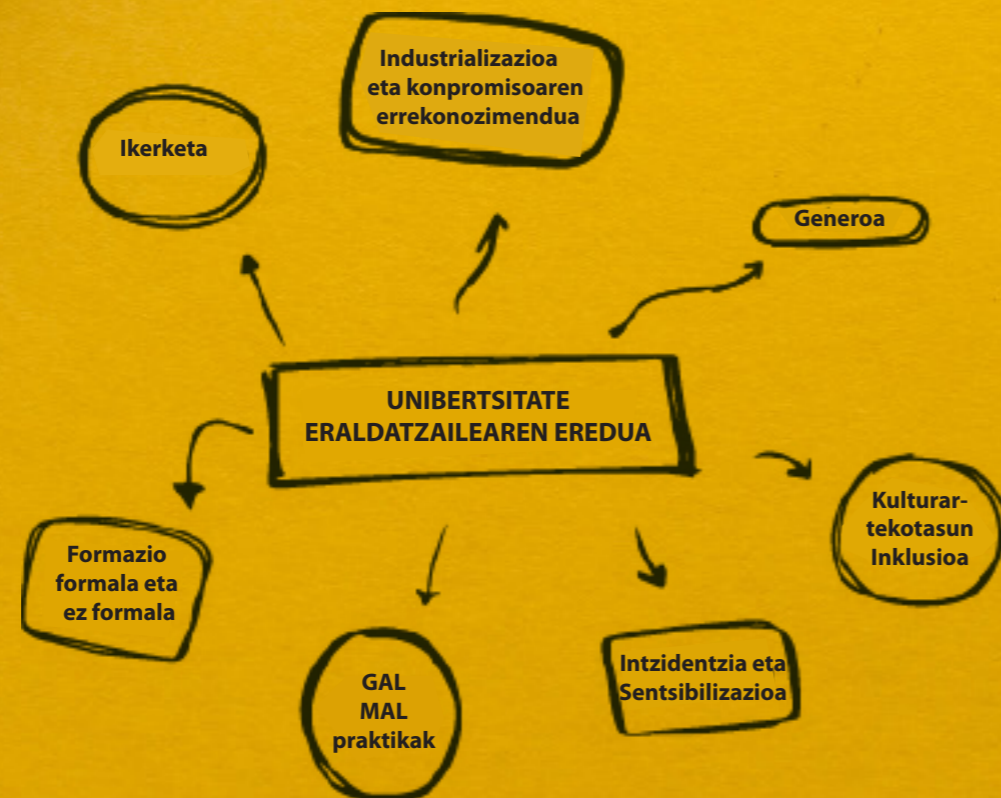 Industrializazioa
eta konpromisoaren
errekonozimendua
Ikerketa
Generoa
UNIBERTSITATE
ERALDATZAILEAREN EREDUA
Kulturar-
tekotasun
Inklusioa
Formazio
formala eta
ez formala
Intzidentzia eta
Sentsibilizazioa
GAL
MAL
praktikak